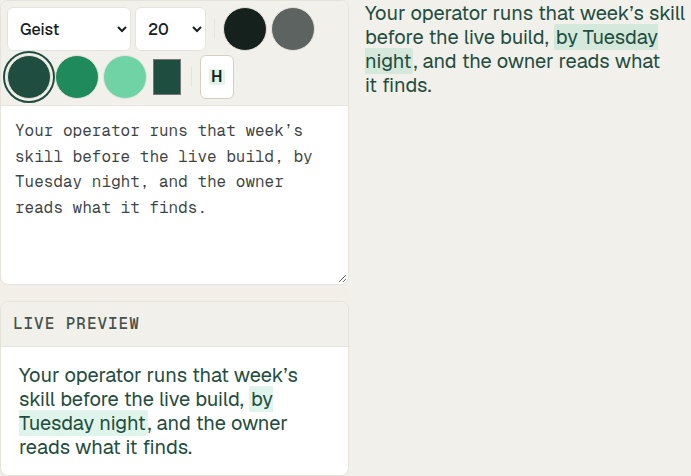 Geist
20
H
Your operator runs that week’s
skill before the live build, by
Tuesday night, and the owner
reads what it finds.
LIVE PREVIEW
Your operator runs that week’s
skill before the live build, by
Tuesday night, and the owner
reads what it finds.
Your operator runs that week’s skill
before the live build, by Tuesday
night, and the owner reads what
it finds.